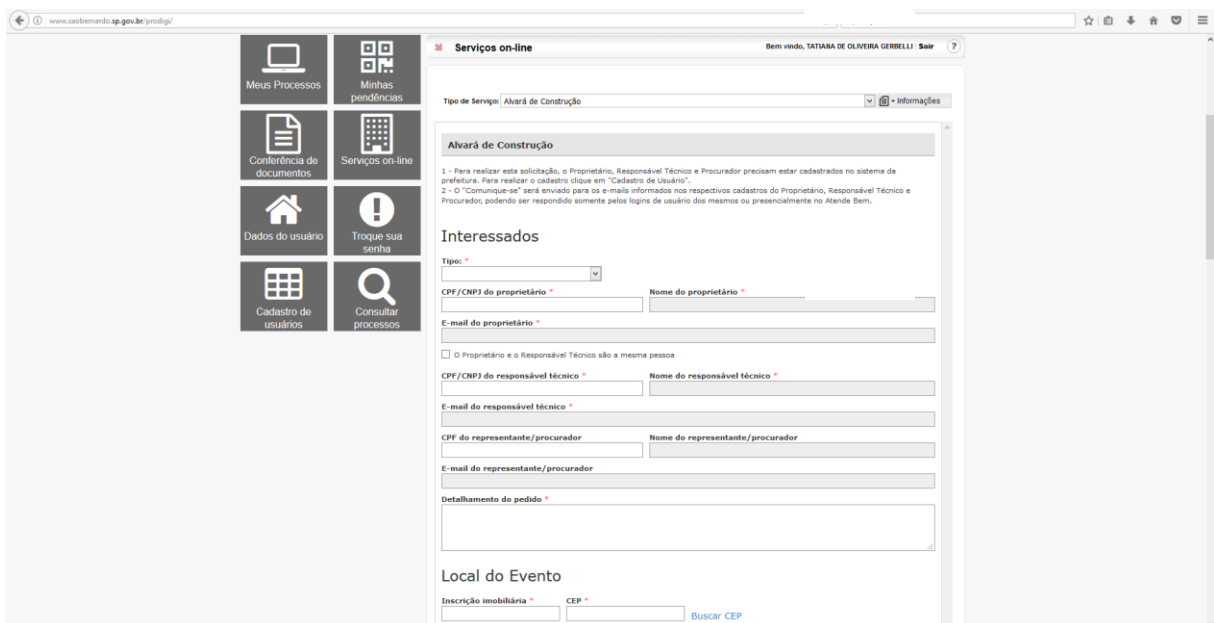 www.saobernardo.sp.gov.br/prodigi/
Meus Processos
Minhas pendências
Conferência de documentos
Serviços on-line
Dados do usuário
Troque sua senha
Cadastro de usuários
Consultar processos
Serviços on-line
Bem vindo, TATIANA DE OLIVEIRA GERBELLI | Sair ?
Tipo de Serviço: Alvará de Construção + Informações
Alvará de Construção
1 - Para realizar esta solicitação, o Proprietário, Responsável Técnico e Procurador precisam estar cadastrados no sistema da
prefeitura. Para realizar o cadastro clique em "Cadastro de Usuário".
2 - O "Comunique-se" será enviado para os e-mails informados nos respectivos cadastros do Proprietário, Responsável Técnico e
Procurador, podendo ser respondido somente pelos logins de usuário dos mesmos ou presencialmente no Atende Bem.
Interessados
Tipo: *
CPF/CNPJ do proprietário * Nome do proprietário *
E-mail do proprietário *
O Proprietário e o Responsável Técnico são a mesma pessoa
CPF/CNPJ do responsável técnico * Nome do responsável técnico *
E-mail do responsável técnico *
CPF do representante/procurador Nome do representante/procurador
E-mail do representante/procurador
Detalhamento do pedido *
Local do Evento
Inscrição imobiliária * CEP *
Buscar CEP